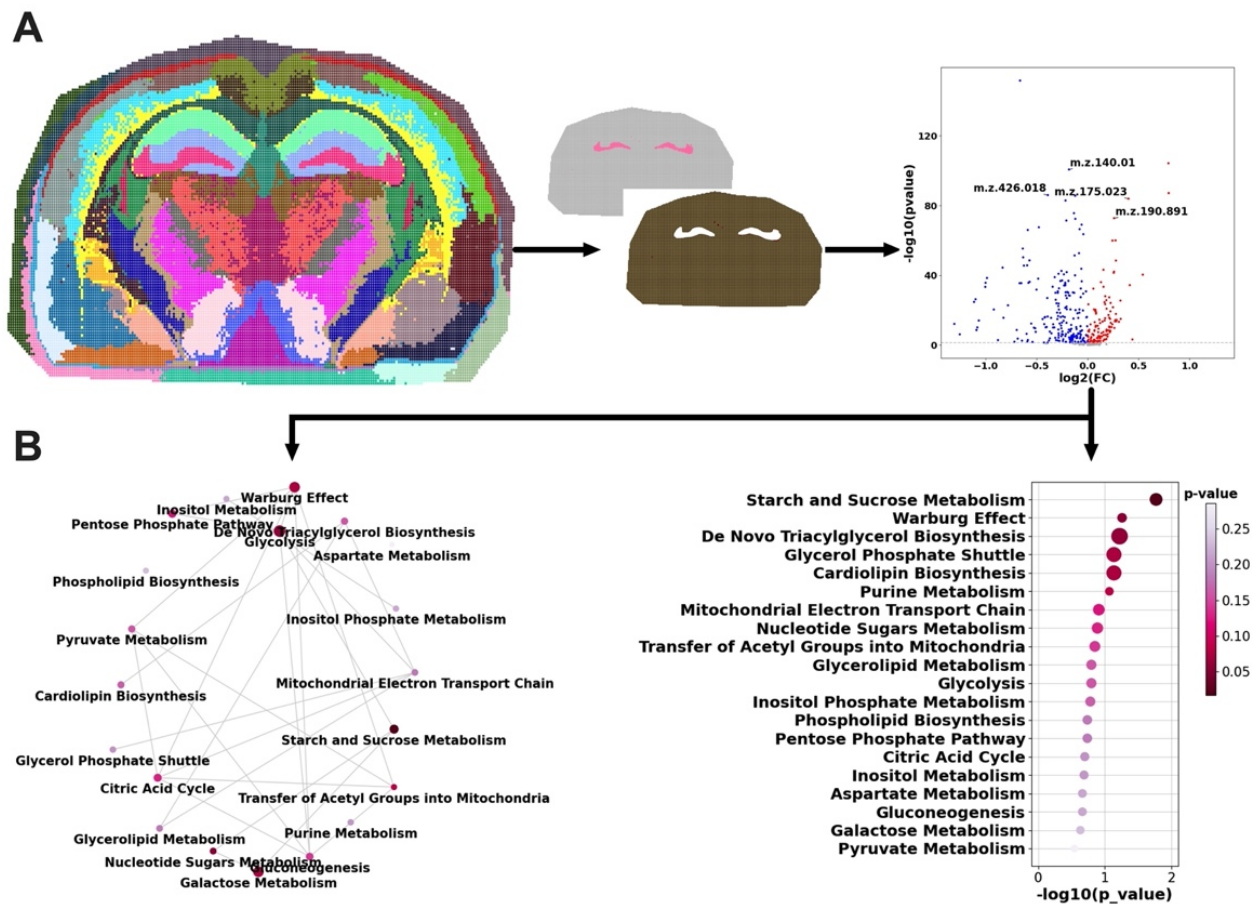 A
120
80
40
0
-log10(pvalue)
m.z.140.01
m.z.426.018
m.z.175.023
m.z.190.891
−1.0
−0.5
0.0
0.5
1.0
log2(FC)
B
Warburg Effect
Inositol Metabolism
Pentose Phosphate Pathway
De Novo Triacylglycerol Biosynthesis
Glycolysis
Aspartate Metabolism
Phospholipid Biosynthesis
Inositol Phosphate Metabolism
Pyruvate Metabolism
Mitochondrial Electron Transport Chain
Cardiolipin Biosynthesis
Starch and Sucrose Metabolism
Glycerol Phosphate Shuttle
Citric Acid Cycle
Transfer of Acetyl Groups into Mitochondria
Purine Metabolism
Glycerolipid Metabolism
Nucleotide Sugars Metabolism
Gluconeogenesis
Galactose Metabolism
Starch and Sucrose Metabolism
Warburg Effect
De Novo Triacylglycerol Biosynthesis
Glycerol Phosphate Shuttle
Cardiolipin Biosynthesis
Purine Metabolism
Mitochondrial Electron Transport Chain
Nucleotide Sugars Metabolism
Transfer of Acetyl Groups into Mitochondria
Glycerolipid Metabolism
Glycolysis
Inositol Phosphate Metabolism
Phospholipid Biosynthesis
Pentose Phosphate Pathway
Citric Acid Cycle
Inositol Metabolism
Aspartate Metabolism
Gluconeogenesis
Galactose Metabolism
Pyruvate Metabolism
0
1
2
-log10(p_value)
p-value
0.25
0.20
0.15
0.10
0.05